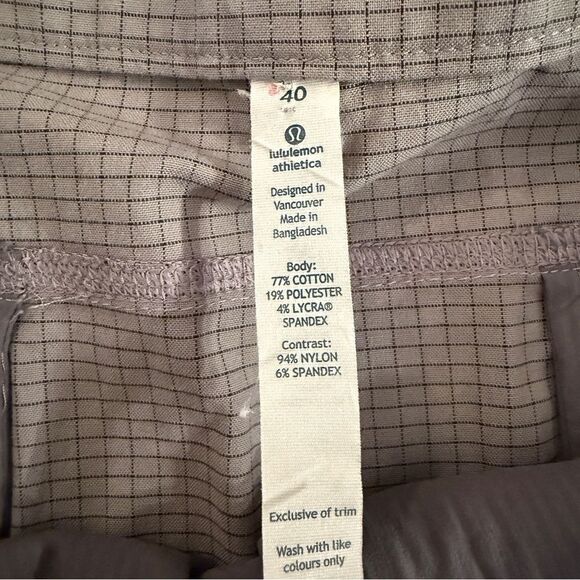 40
lululemon
athletica
Designed in
Vancouver
Made in
Bangladesh
Body:
77% COTTON
19% POLYESTER
4% LYCRA®
SPANDEX
Contrast:
94% NYLON
6% SPANDEX
Exclusive of trim
Wash with like
colours only